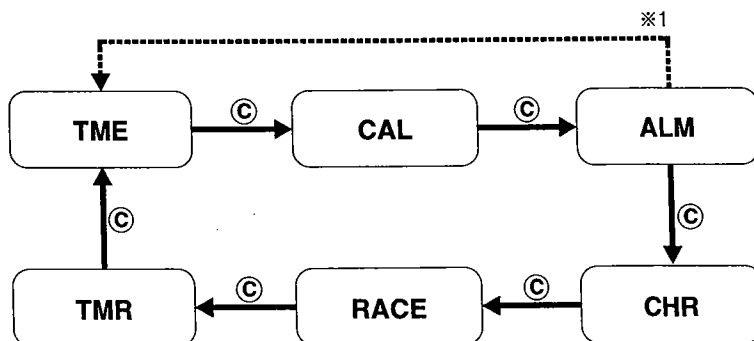 ※1
TME Ⓒ CAL Ⓒ ALM
Ⓒ Ⓒ
TMR Ⓒ RACE Ⓒ CHR